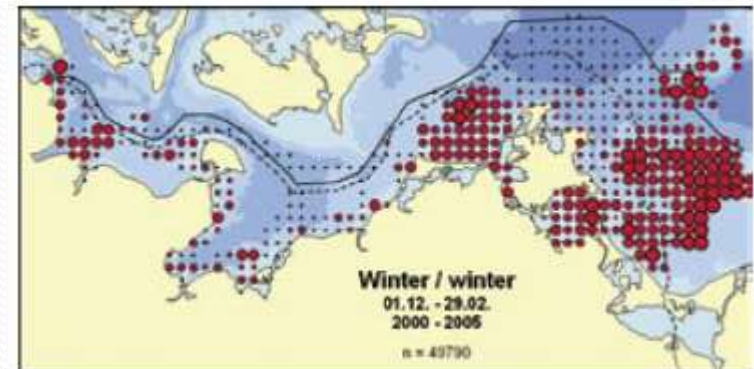 Winter / winter
01.12. - 29.02.
2000 - 2005
n = 49790